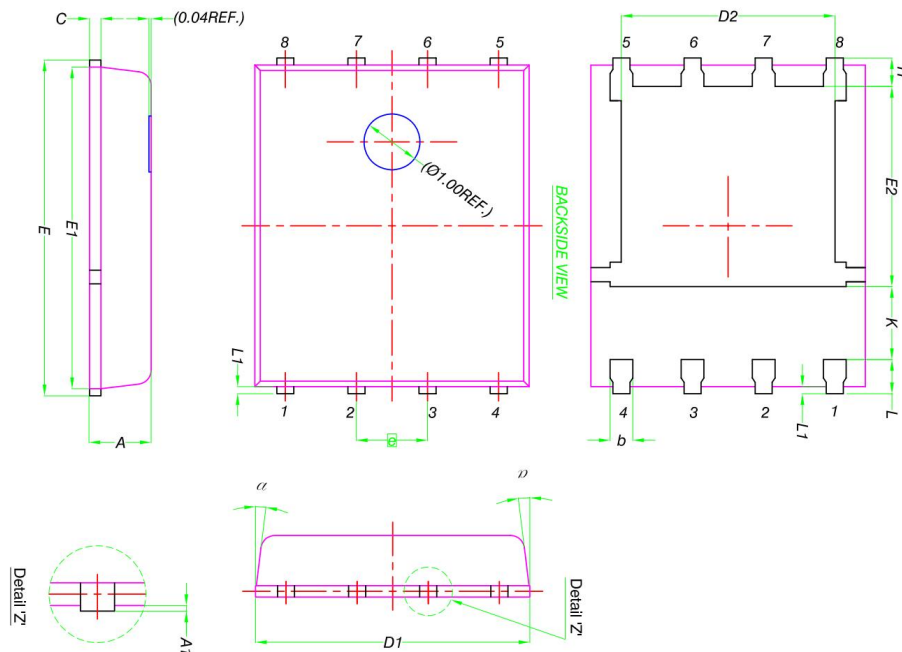 C
(0.04REF.)
E
E1
A
8 7 6 5
(Ø1.00REF.)
L1
1 2 3 4
e
BACKSIDE VIEW
D2
5 6 7 8
H
E2
K
L
L1
4 3 2 1
b
α α
D1
Detail 'Z'
Detail 'Z'
A1